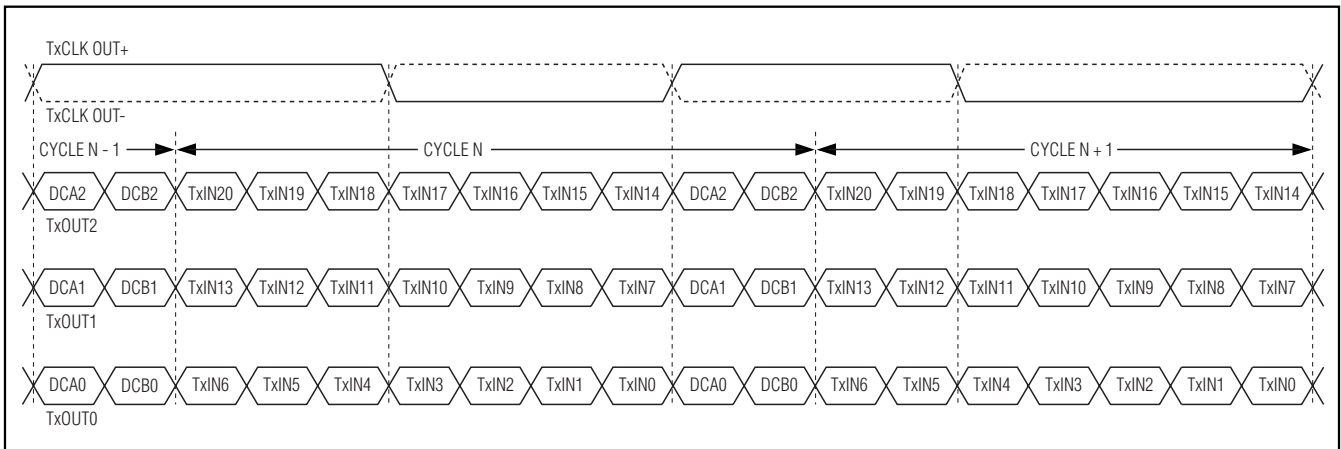 TxCLK OUT+
TxCLK OUT-
CYCLE N - 1 CYCLE N CYCLE N + 1
DCA2 DCB2 TxIN20 TxIN19 TxIN18 TxIN17 TxIN16 TxIN15 TxIN14 DCA2 DCB2 TxIN20 TxIN19 TxIN18 TxIN17 TxIN16 TxIN15 TxIN14
TxOUT2
DCA1 DCB1 TxIN13 TxIN12 TxIN11 TxIN10 TxIN9 TxIN8 TxIN7 DCA1 DCB1 TxIN13 TxIN12 TxIN11 TxIN10 TxIN9 TxIN8 TxIN7
TxOUT1
DCA0 DCB0 TxIN6 TxIN5 TxIN4 TxIN3 TxIN2 TxIN1 TxIN0 DCA0 DCB0 TxIN6 TxIN5 TxIN4 TxIN3 TxIN2 TxIN1 TxIN0
TxOUT0